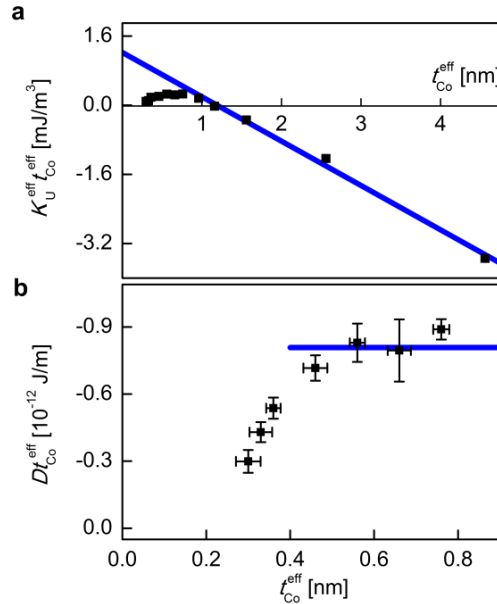 a
1.6
0.0
-1.6
-3.2
K_U^eff t_Co^eff [mJ/m³]
t_Co^eff [nm]
1 2 3 4
b
-0.9
-0.6
-0.3
0.0
Dt_Co^eff [10⁻¹² J/m]
0.0 0.2 0.4 0.6 0.8
t_Co^eff [nm]